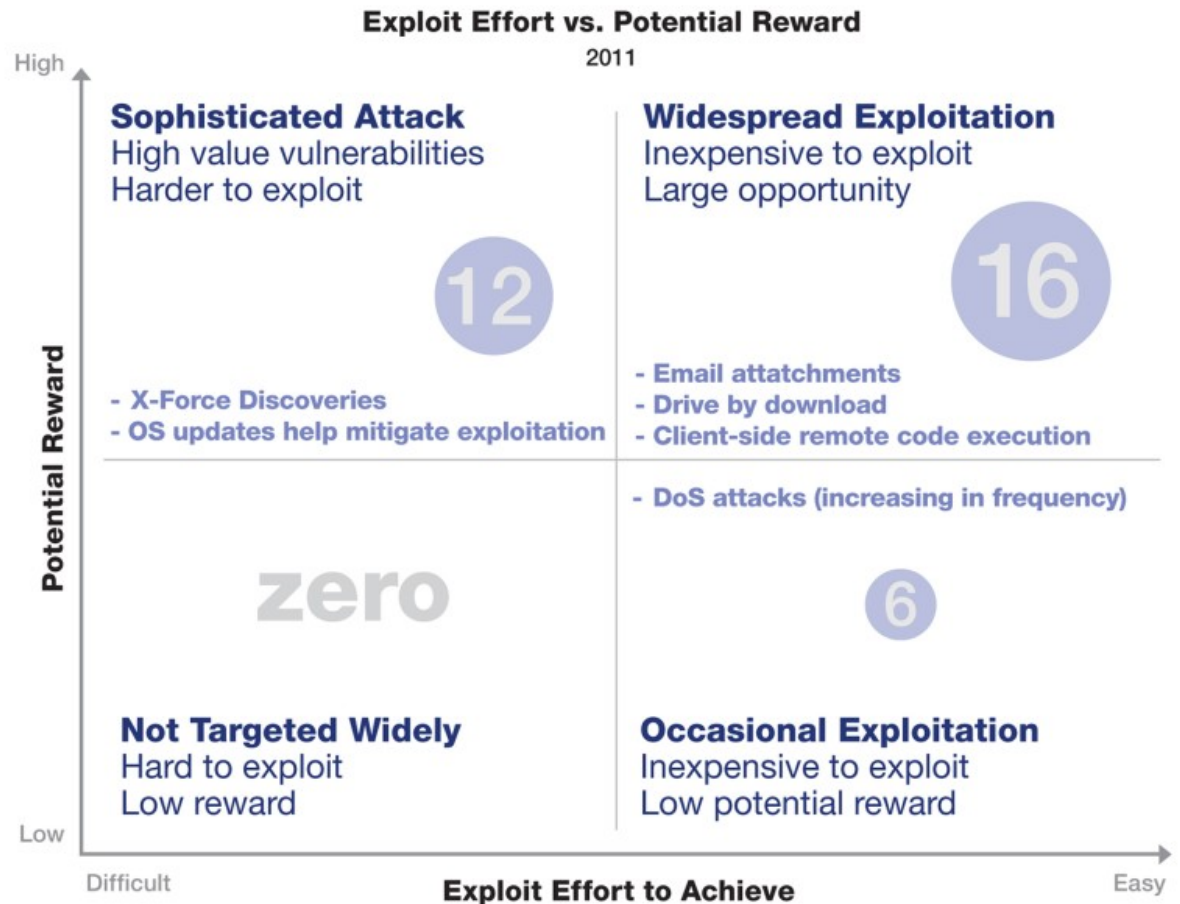 Exploit Effort vs. Potential Reward
2011
High
Sophisticated Attack
High value vulnerabilities
Harder to exploit
12
- X-Force Discoveries
- OS updates help mitigate exploitation
Widespread Exploitation
Inexpensive to exploit
Large opportunity
16
- Email attatchments
- Drive by download
- Client-side remote code execution
Potential Reward
zero
Not Targeted Widely
Hard to exploit
Low reward
- DoS attacks (increasing in frequency)
6
Occasional Exploitation
Inexpensive to exploit
Low potential reward
Low
Difficult
Exploit Effort to Achieve
Easy